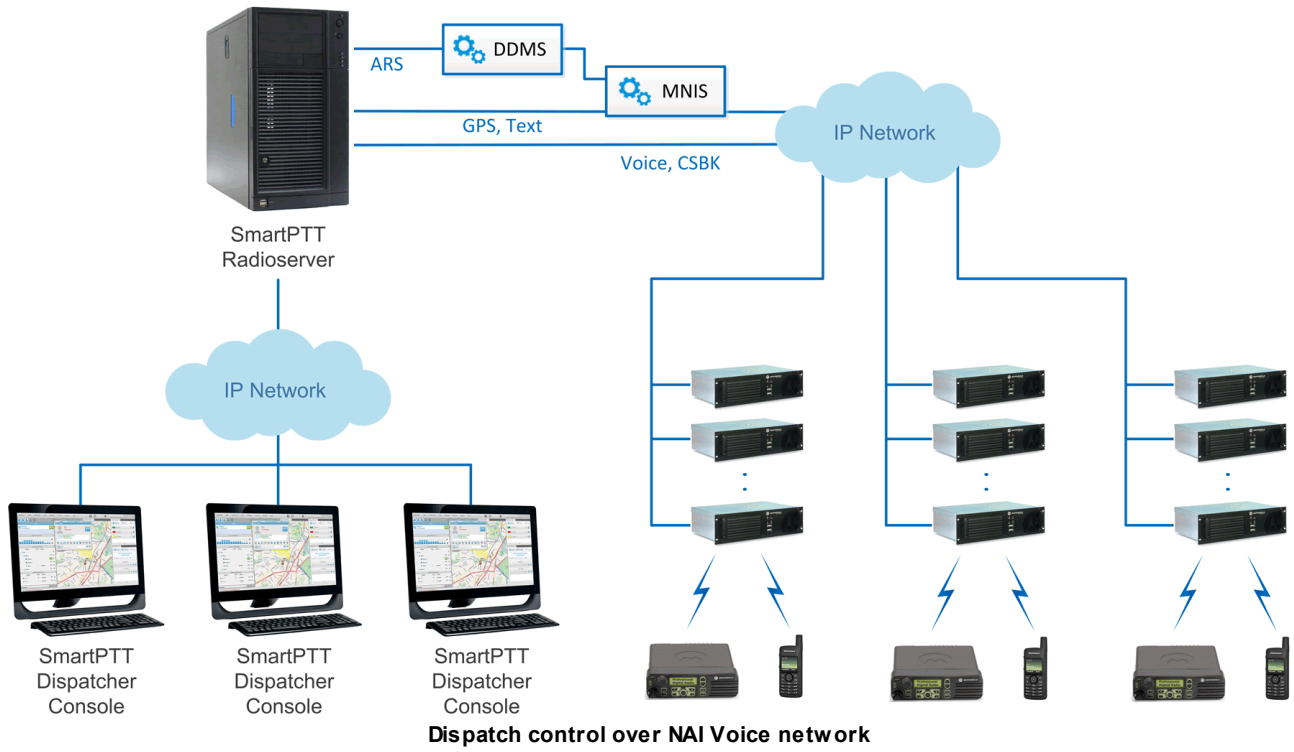 DDMS
ARS
MNIS
GPS, Text
IP Network
Voice, CSBK
SmartPTT
Radioserver
IP Network
SmartPTT
Dispatcher
Console
SmartPTT
Dispatcher
Console
SmartPTT
Dispatcher
Console
Dispatch control over NAI Voice network